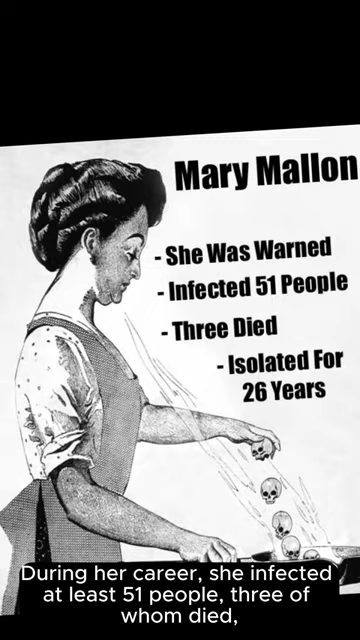 Mary Mallon
- She Was Warned
- Infected 51 People
- Three Died
- Isolated For
26 Years
During her career, she infected
at least 51 people, three of
whom died,